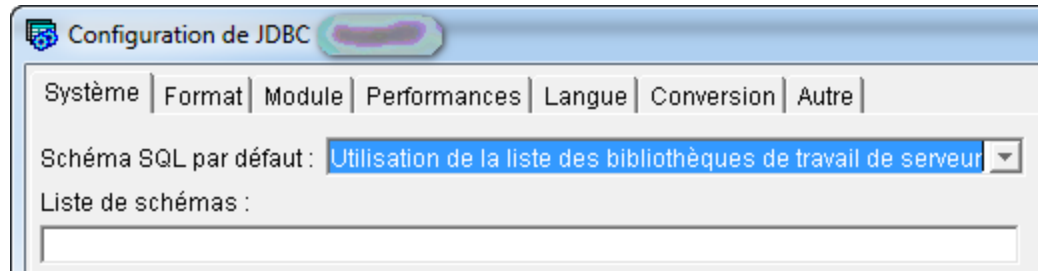 Configuration de JDBC
Système Format Module Performances Langue Conversion Autre
Schéma SQL par défaut : Utilisation de la liste des bibliothèques de travail de serveur
Liste de schémas :